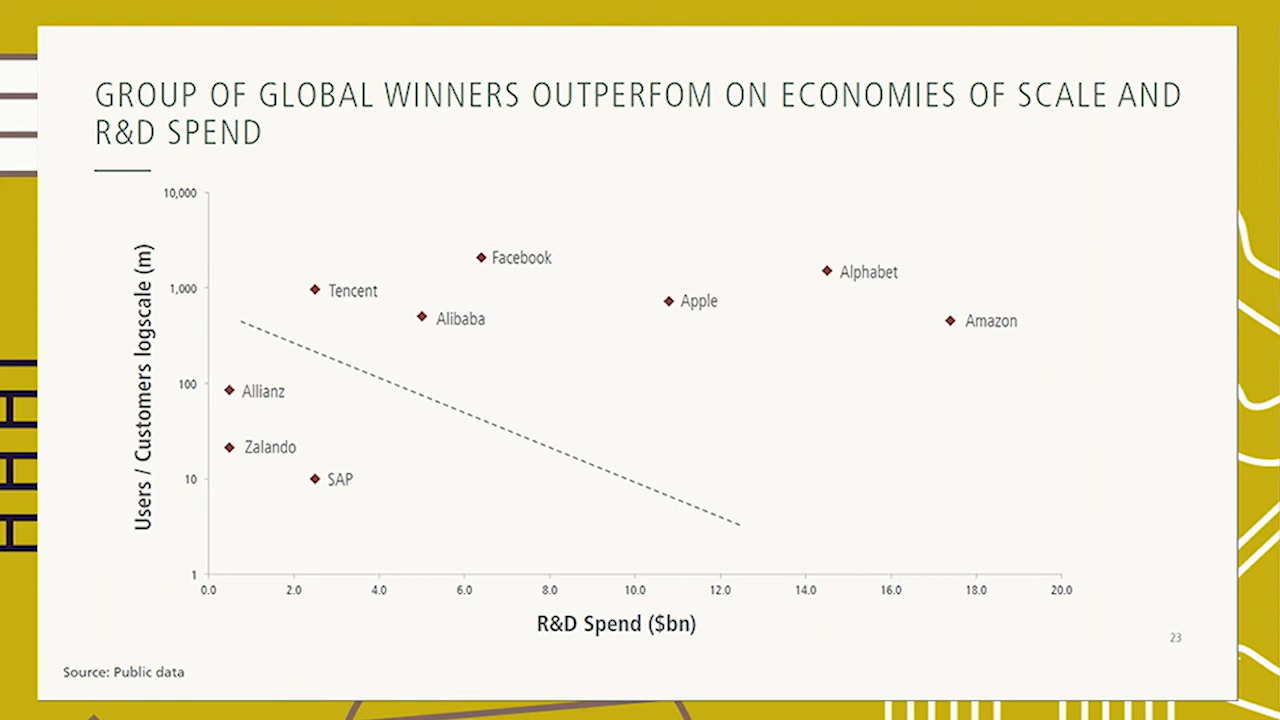 GROUP OF GLOBAL WINNERS OUTPERFOM ON ECONOMIES OF SCALE AND
R&D SPEND
Users / Customers logscale (m)
10,000
1,000
100
10
1
Facebook
Alphabet
Tencent
Apple
Alibaba
Amazon
Allianz
Zalando
SAP
0.0 2.0 4.0 6.0 8.0 10.0 12.0 14.0 16.0 18.0 20.0
R&D Spend ($bn)
23
Source: Public data